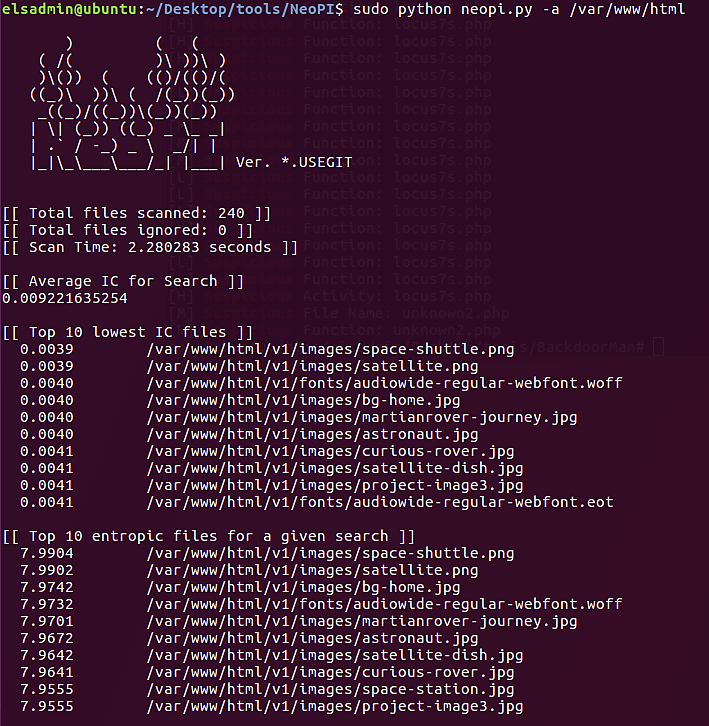 elsadmin@ubuntu:~/Desktop/tools/NeoPI$ sudo python neopi.py -a /var/www/html
       )         (   (
    ( /(         )\ ))\ )
    )\())  (    (()/(()/(
   ((_)\  ))\ (  /(_))(_))
    _((_)/((_))\(_))(_))
   | \| (_)) ((_) _ \_ _|
   | .` / -_) _ \  _/| |
   |_|\_\___\___/_| |___| Ver. *.USEGIT
[[ Total files scanned: 240 ]]
[[ Total files ignored: 0 ]]
[[ Scan Time: 2.280283 seconds ]]
[[ Average IC for Search ]]
0.009221635254
[[ Top 10 lowest IC files ]]
0.0039 /var/www/html/v1/images/space-shuttle.png
0.0039 /var/www/html/v1/images/satellite.png
0.0040 /var/www/html/v1/fonts/audiowide-regular-webfont.woff
0.0040 /var/www/html/v1/images/bg-home.jpg
0.0040 /var/www/html/v1/images/martianrover-journey.jpg
0.0040 /var/www/html/v1/images/astronaut.jpg
0.0041 /var/www/html/v1/images/curious-rover.jpg
0.0041 /var/www/html/v1/images/satellite-dish.jpg
0.0041 /var/www/html/v1/images/project-image3.jpg
0.0041 /var/www/html/v1/fonts/audiowide-regular-webfont.eot
[[ Top 10 entropic files for a given search ]]
7.9904 /var/www/html/v1/images/space-shuttle.png
7.9902 /var/www/html/v1/images/satellite.png
7.9742 /var/www/html/v1/images/bg-home.jpg
7.9732 /var/www/html/v1/fonts/audiowide-regular-webfont.woff
7.9701 /var/www/html/v1/images/martianrover-journey.jpg
7.9672 /var/www/html/v1/images/astronaut.jpg
7.9642 /var/www/html/v1/images/satellite-dish.jpg
7.9641 /var/www/html/v1/images/curious-rover.jpg
7.9555 /var/www/html/v1/images/space-station.jpg
7.9555 /var/www/html/v1/images/project-image3.jpg